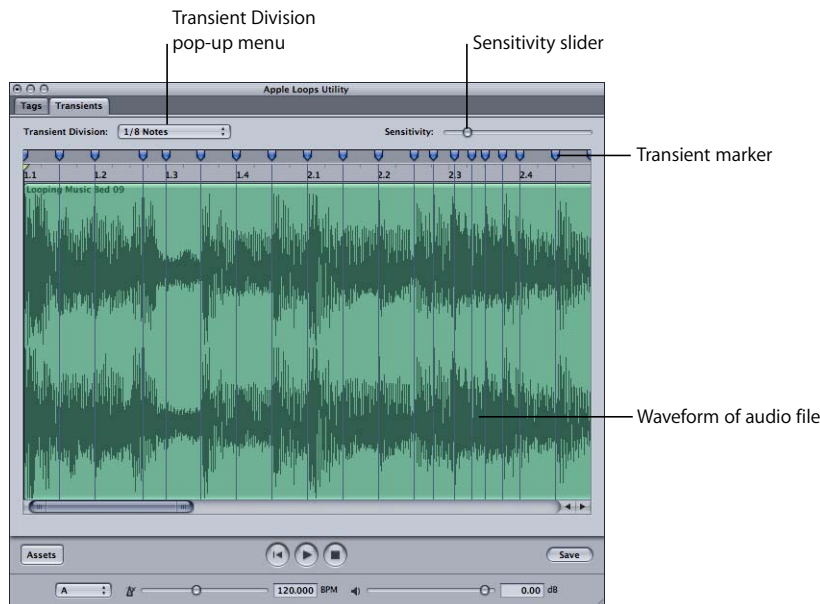 Transient Division
pop-up menu
Sensitivity slider
Apple Loops Utility
Tags Transients
Transient Division: 1/8 Notes Sensitivity:
Transient marker
1.1 1.2 1.3 1.4 2.1 2.2 2.3 2.4
Looping Music Bed 09
Waveform of audio file
Assets Save
A 120.000 BPM 0.00 dB